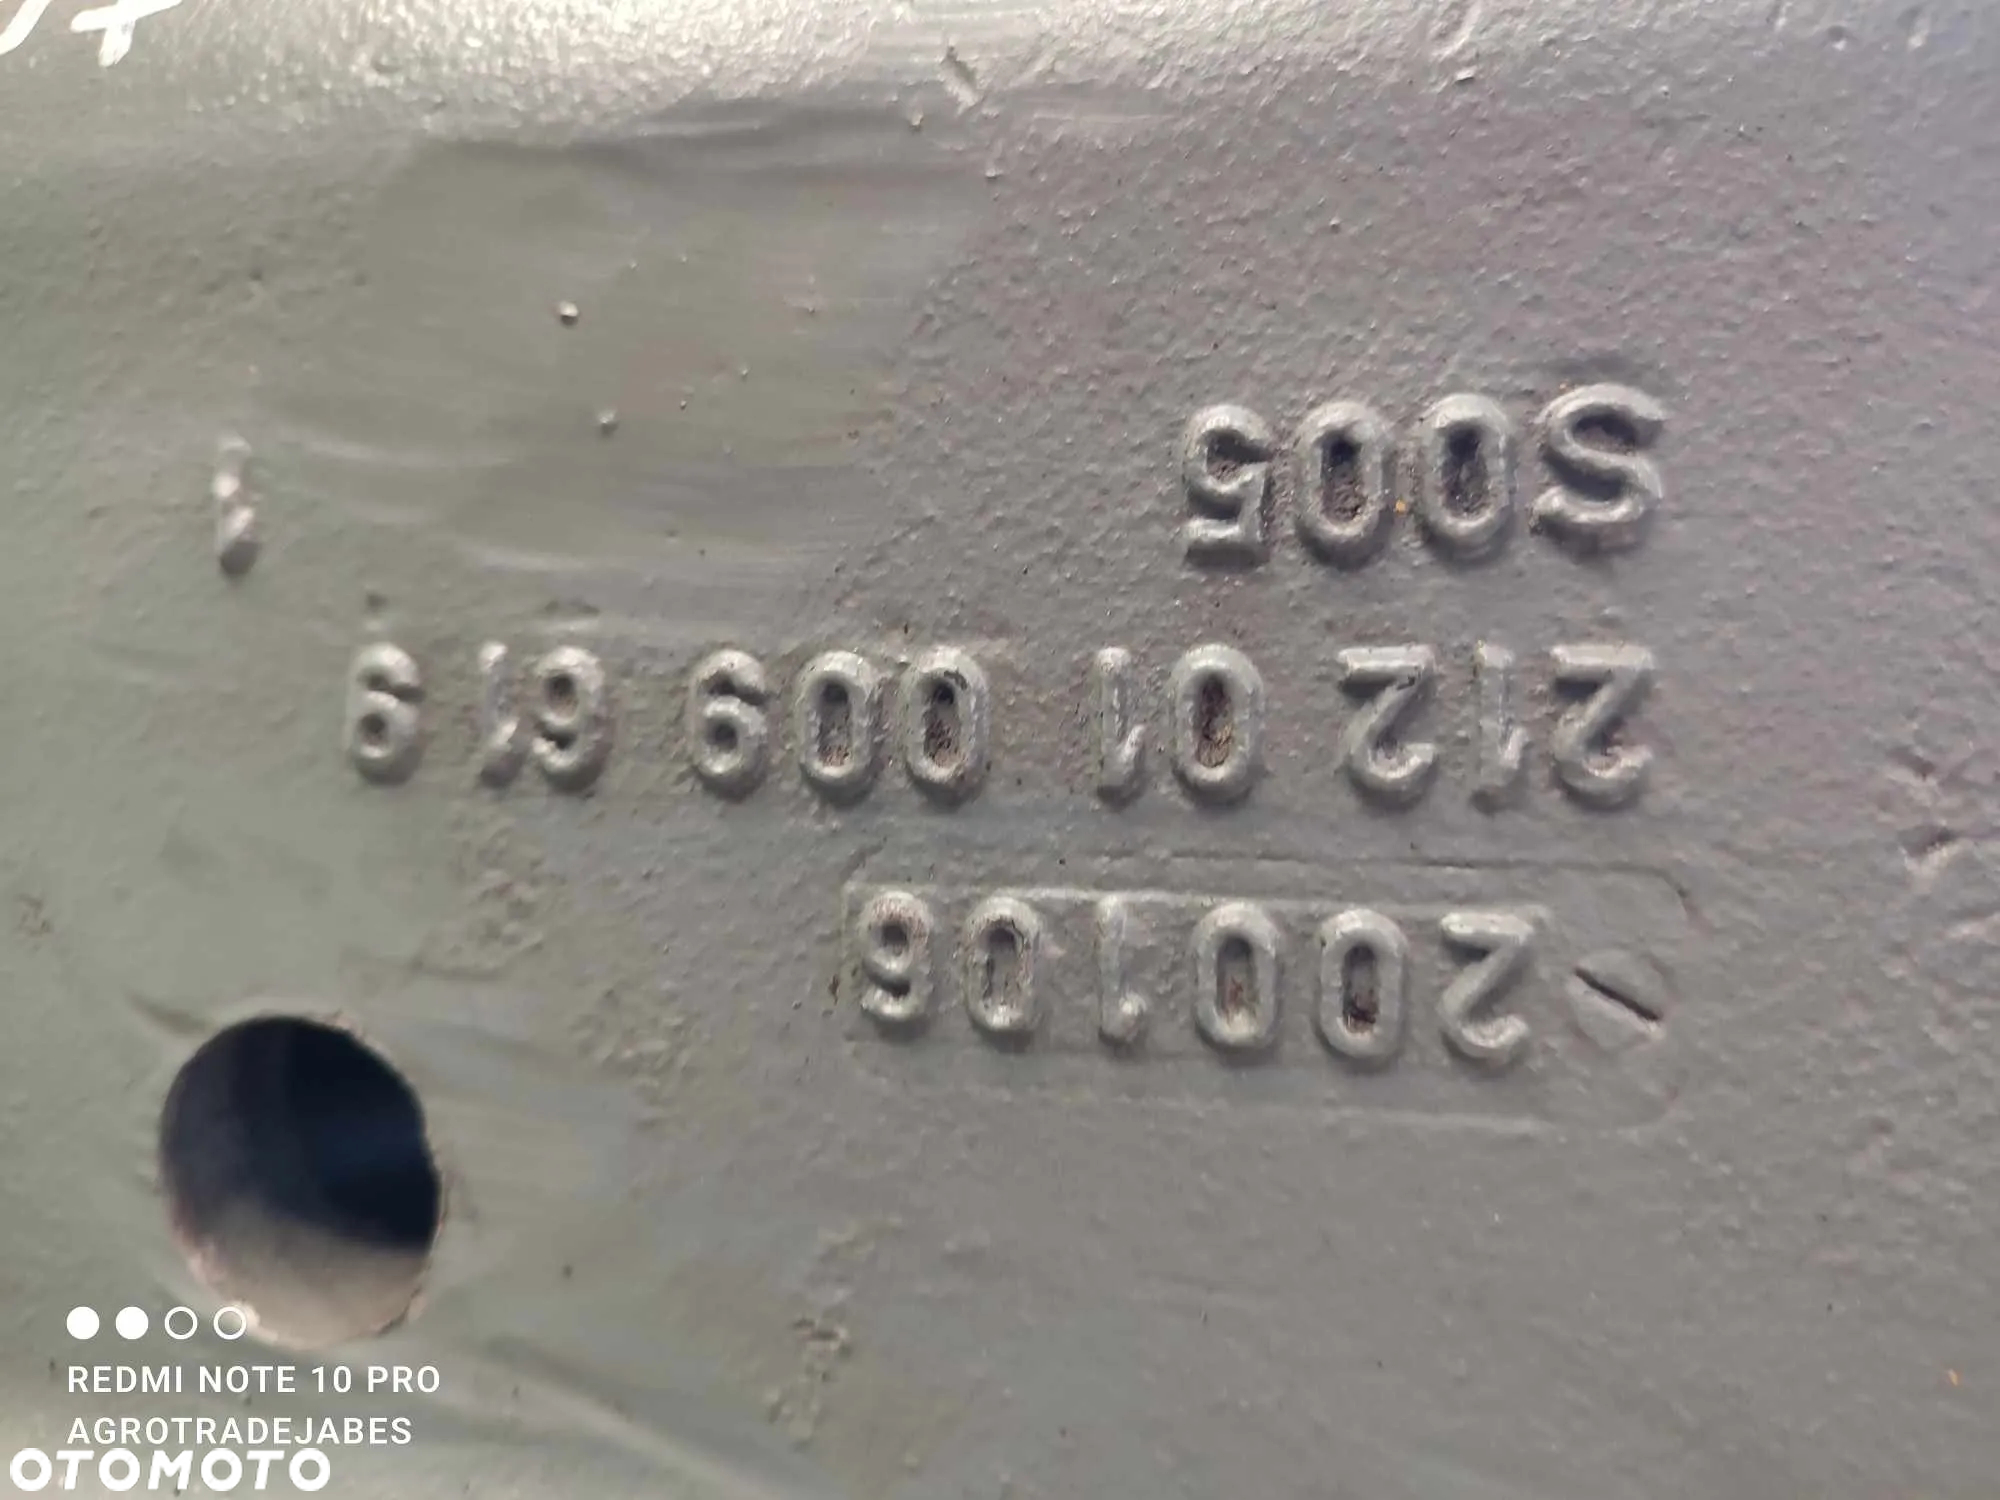 200106
212 01 009 619
S005
REDMI NOTE 10 PRO
AGROTRADEJABES
OTOMOTO